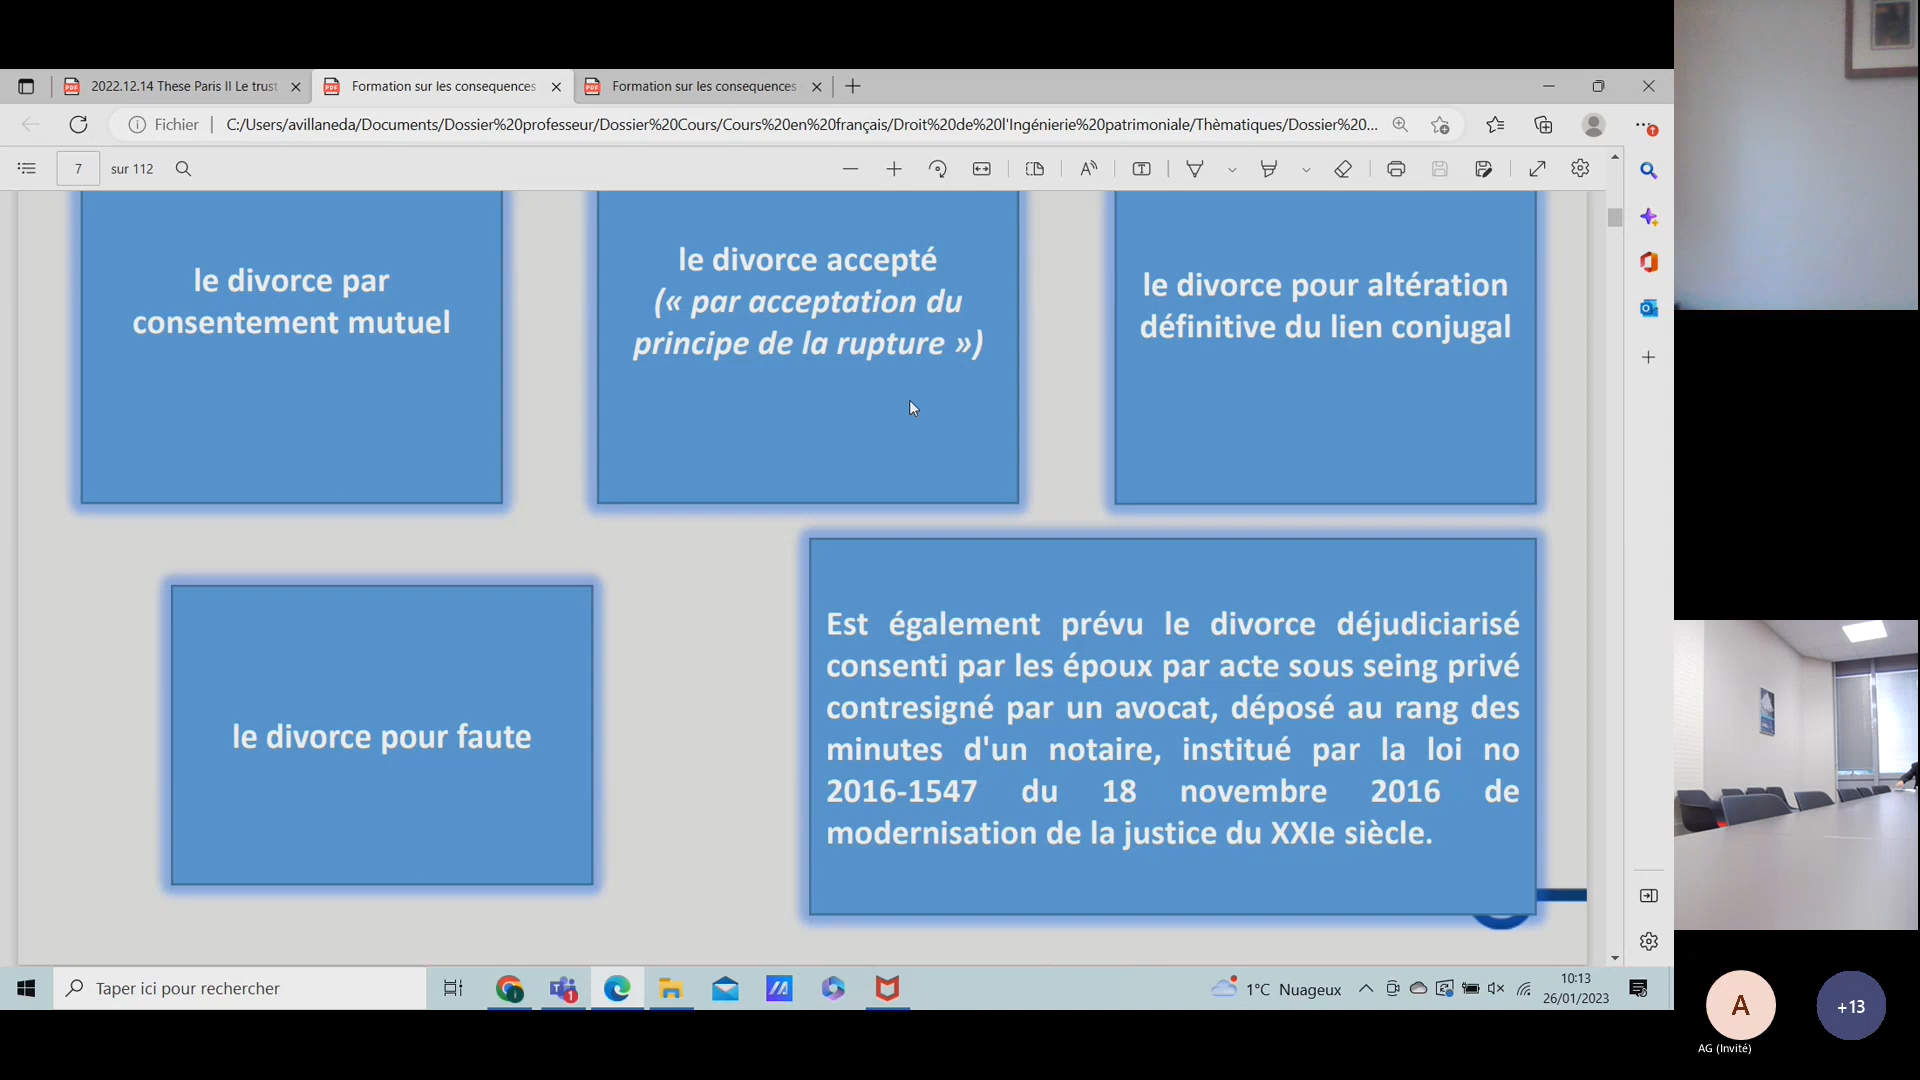 2022.12.14 These Paris II Le trust
Formation sur les consequences
Formation sur les consequences
Fichier
C:/Users/avillaneda/Documents/Dossier%20professeur/Dossier%20Cours/Cours%20en%20français/Droit%20de%20l'Ingénierie%20patrimoniale/Thèmatiques/Dossier%20...
7 sur 112
le divorce par
consentement mutuel
le divorce accepté
(« par acceptation du
principe de la rupture »)
le divorce pour altération
définitive du lien conjugal
le divorce pour faute
Est également prévu le divorce déjudiciarisé
consenti par les époux par acte sous seing privé
contresigné par un avocat, déposé au rang des
minutes d'un notaire, institué par la loi no
2016-1547 du 18 novembre 2016 de
modernisation de la justice du XXIe siècle.
Taper ici pour rechercher
1
1°C Nuageux
10:13
26/01/2023
A
AG (Invité)
+13